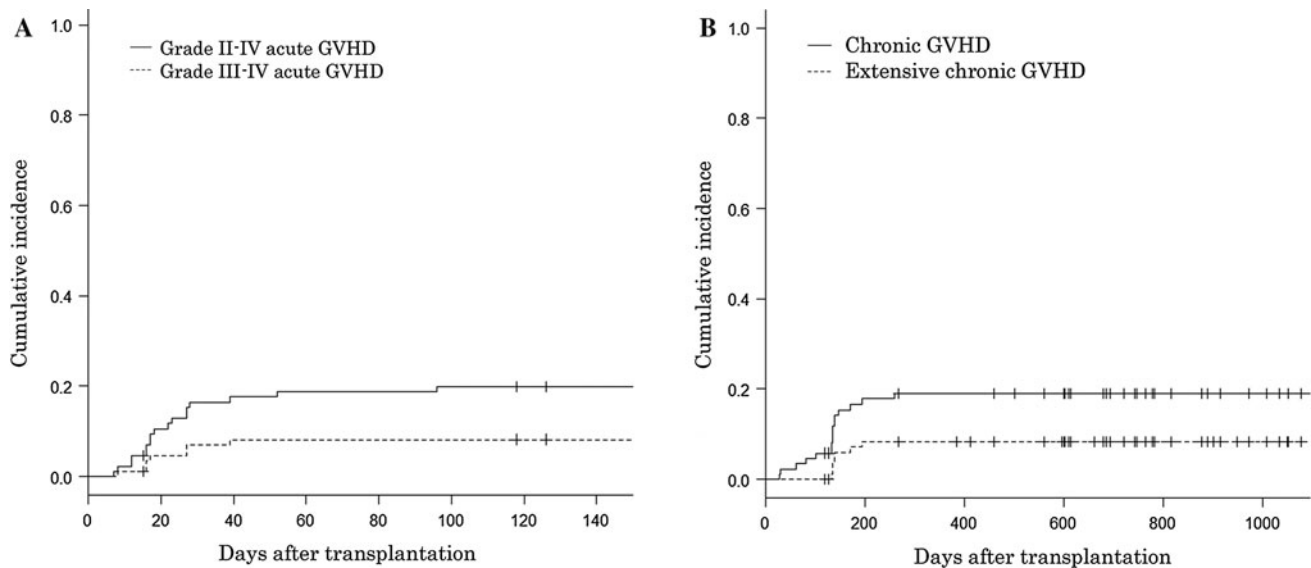 A
Grade II-IV acute GVHD
Grade III-IV acute GVHD
Cumulative incidence
1.0
0.8
0.6
0.4
0.2
0.0
0 20 40 60 80 100 120 140
Days after transplantation
B
Chronic GVHD
Extensive chronic GVHD
Cumulative incidence
1.0
0.8
0.6
0.4
0.2
0.0
0 200 400 600 800 1000
Days after transplantation